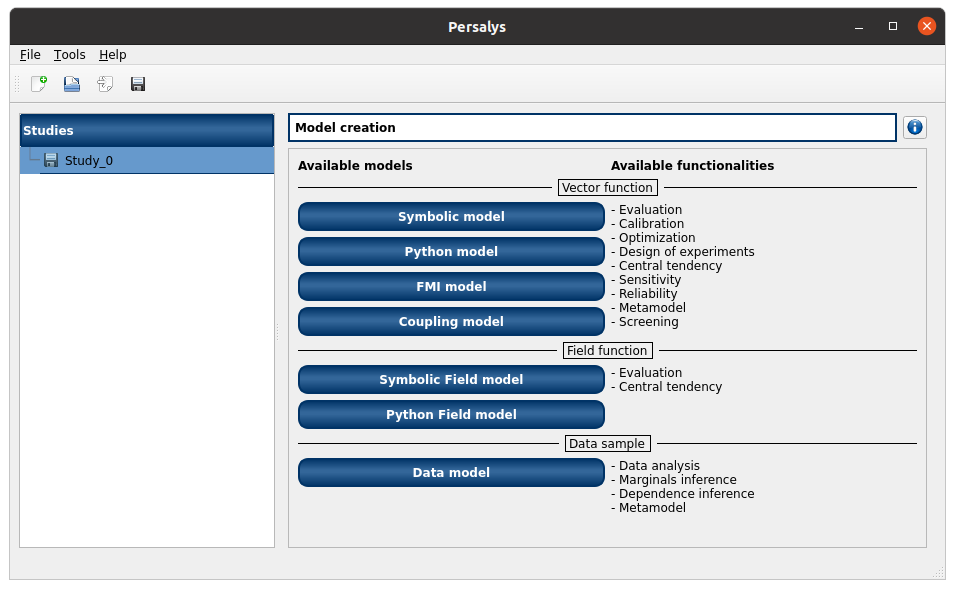 Persalys
File Tools Help
Studies
Study_0
Model creation
Available models
Available functionalities
Vector function
Symbolic model
Python model
FMI model
Coupling model
- Evaluation
- Calibration
- Optimization
- Design of experiments
- Central tendency
- Sensitivity
- Reliability
- Metamodel
- Screening
Field function
Symbolic Field model
Python Field model
- Evaluation
- Central tendency
Data sample
Data model
- Data analysis
- Marginals inference
- Dependence inference
- Metamodel